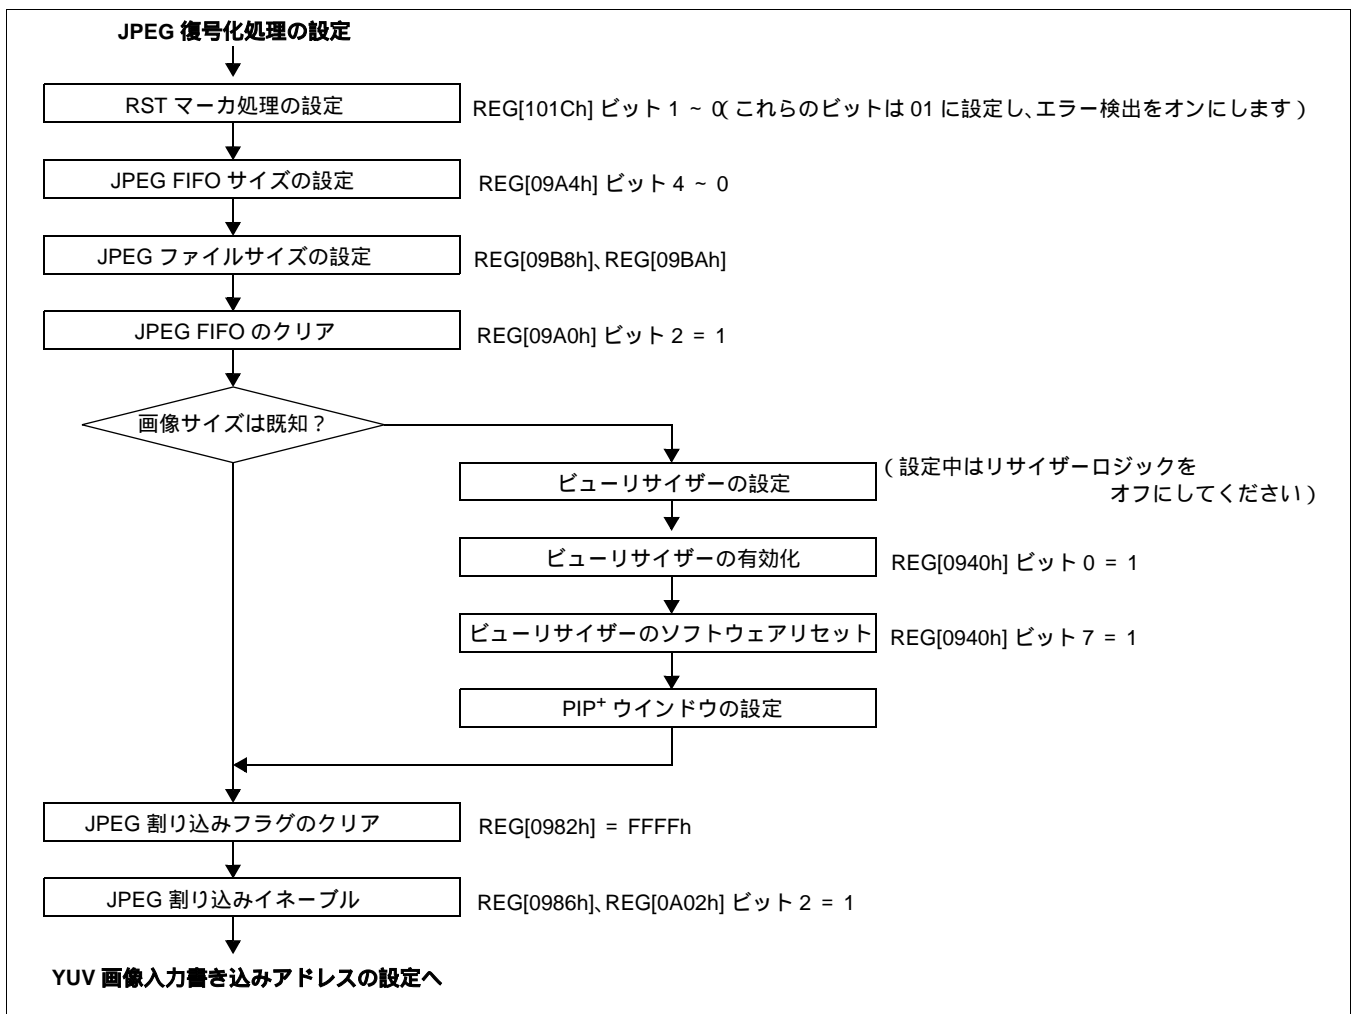 JPEG 復号化処理の設定
RST マーカ処理の設定
REG[101Ch] ビット 1 ~ 0( これらのビットは 01 に設定し、エラー検出をオンにします )
JPEG FIFO サイズの設定
REG[09A4h] ビット 4 ~ 0
JPEG ファイルサイズの設定
REG[09B8h]、REG[09BAh]
JPEG FIFO のクリア
REG[09A0h] ビット 2 = 1
画像サイズは既知？
ビューリサイザーの設定
( 設定中はリサイザーロジックを
オフにしてください )
ビューリサイザーの有効化
REG[0940h] ビット 0 = 1
ビューリサイザーのソフトウェアリセット
REG[0940h] ビット 7 = 1
PIP+ ウインドウの設定
JPEG 割り込みフラグのクリア
REG[0982h] = FFFFh
JPEG 割り込みイネーブル
REG[0986h]、REG[0A02h] ビット 2 = 1
YUV 画像入力書き込みアドレスの設定へ